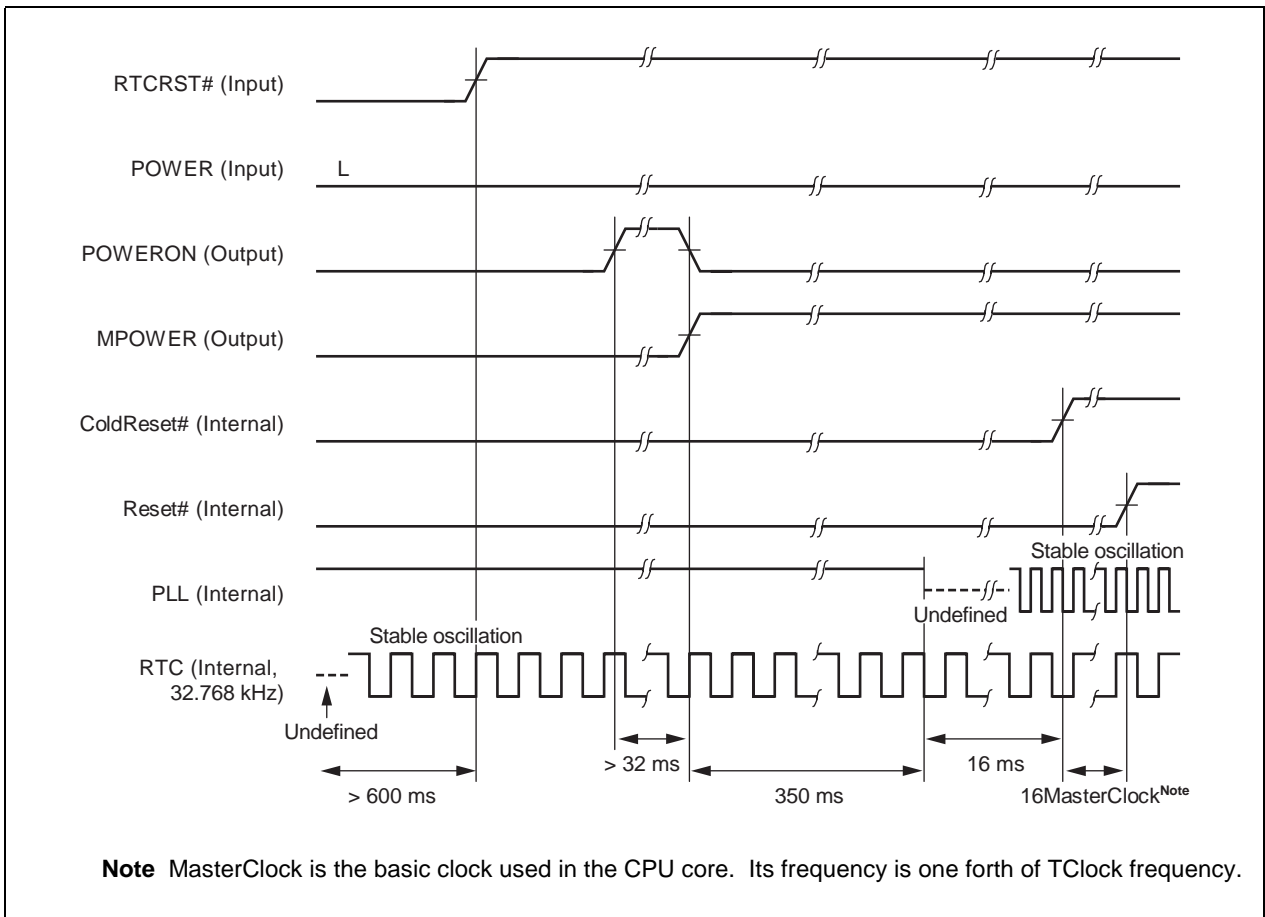 RTCRST# (Input)
POWER (Input)
L
POWERON (Output)
MPOWER (Output)
ColdReset# (Internal)
Reset# (Internal)
Stable oscillation
PLL (Internal)
Undefined
Stable oscillation
RTC (Internal,
32.768 kHz)
Undefined
> 600 ms
> 32 ms
350 ms
16 ms
16MasterClockNote
Note MasterClock is the basic clock used in the CPU core. Its frequency is one forth of TClock frequency.